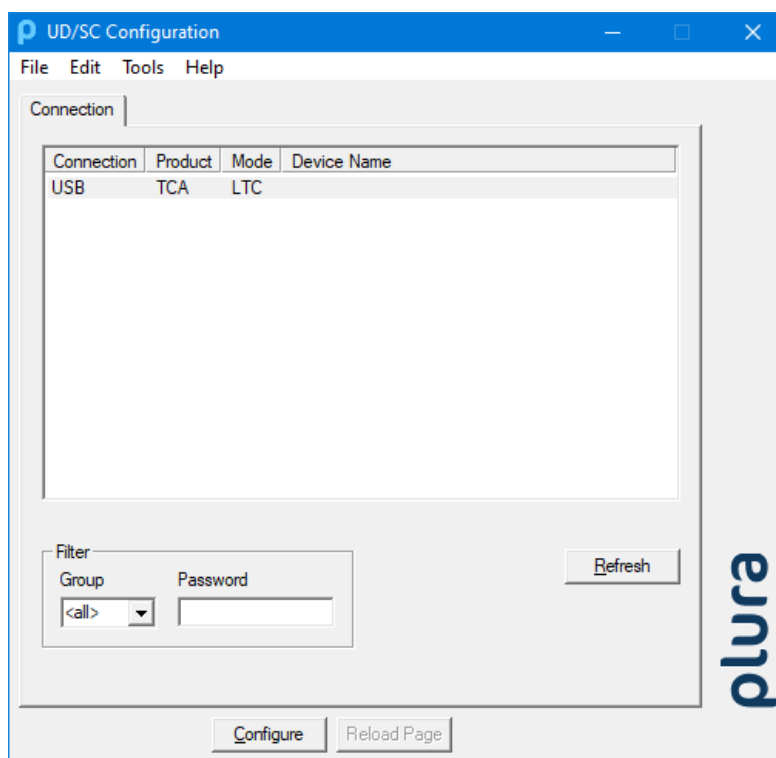 UD/SC Configuration
File Edit Tools Help
Connection
Connection Product Mode Device Name
USB TCA LTC
Filter
Group Password
<all>
Refresh
plura
Configure Reload Page